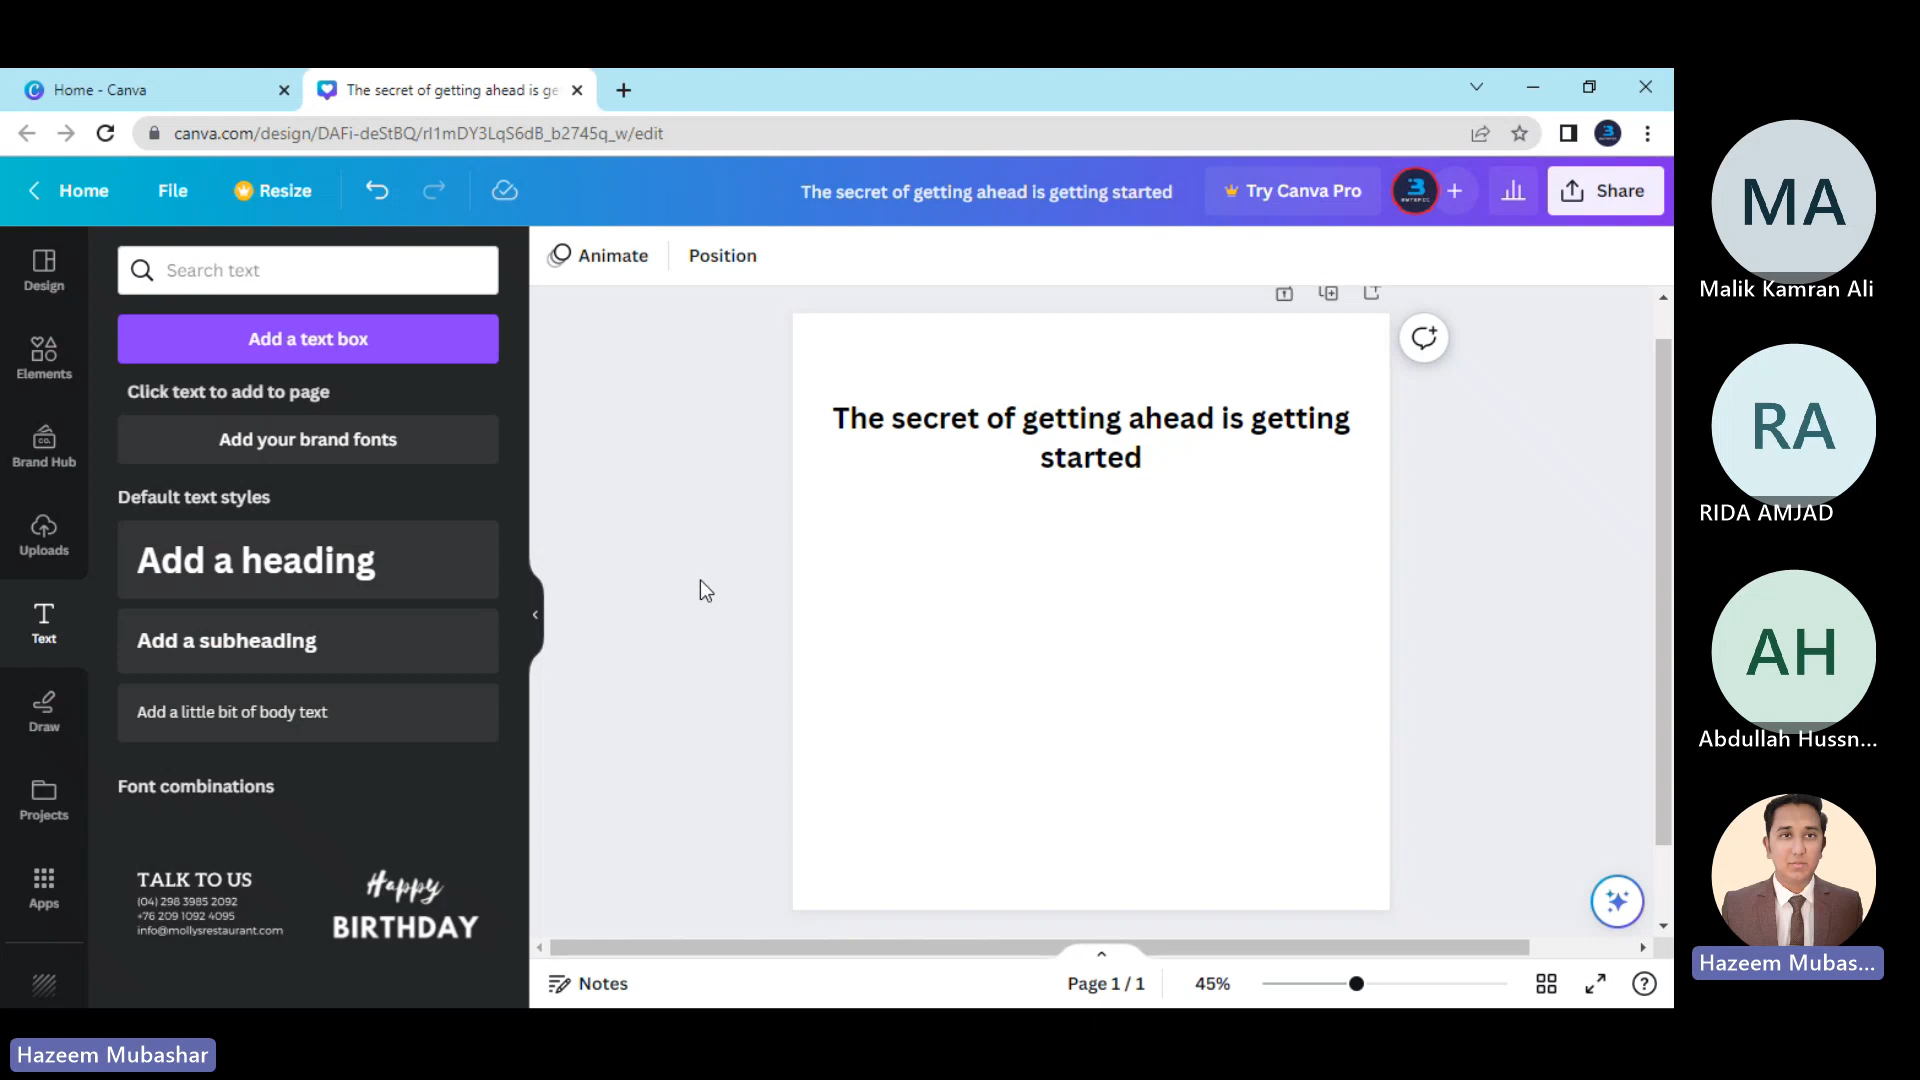 Home - Canva
The secret of getting ahead is ge
canva.com/design/DAFi-deStBQ/rI1mDY3LqS6dB_b2745q_w/edit
Home
File
Resize
The secret of getting ahead is getting started
Try Canva Pro
Share
Design
Elements
Brand Hub
Uploads
Text
Draw
Projects
Apps
Search text
Add a text box
Click text to add to page
Add your brand fonts
Default text styles
Add a heading
Add a subheading
Add a little bit of body text
Font combinations
TALK TO US
(04) 298 3985 2092
+76 209 1092 4095
info@mollysrestaurant.com
Happy
BIRTHDAY
Animate
Position
The secret of getting ahead is getting
started
Notes
Page 1 / 1
45%
MA
Malik Kamran Ali
RA
RIDA AMJAD
AH
Abdullah Hussn...
Hazeem Mubas...
Hazeem Mubashar